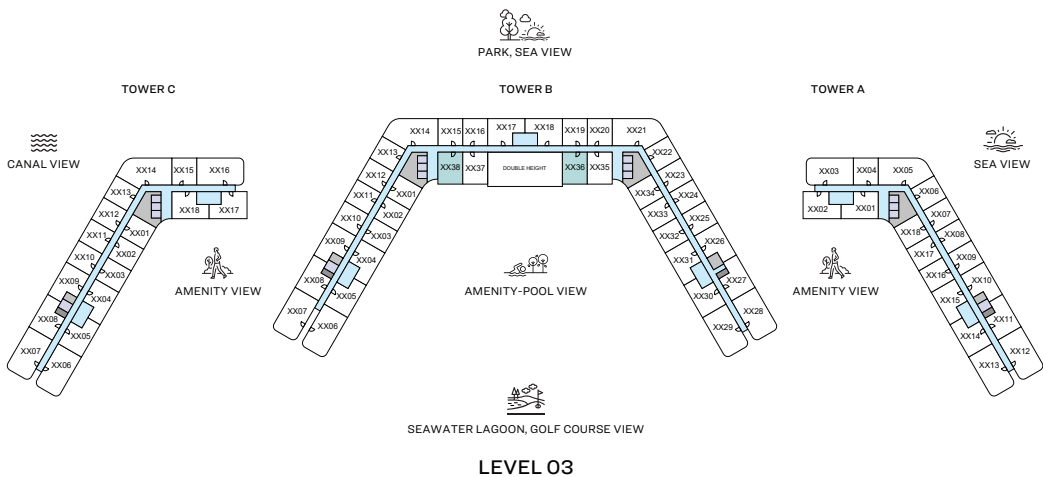 PARK, SEA VIEW
TOWER C
TOWER B
TOWER A
CANAL VIEW
SEA VIEW
XX14
XX15
XX16
XX13
XX12
XX11
XX10
XX09
XX08
XX07
XX18
XX17
XX01
XX02
XX03
XX04
XX05
XX06
AMENITY VIEW
XX14
XX15
XX16
XX17
XX18
XX19
XX20
XX21
XX13
XX12
XX11
XX10
XX09
XX08
XX07
XX38
XX37
DOUBLE HEIGHT
XX36
XX35
XX01
XX02
XX03
XX04
XX05
XX06
XX22
XX23
XX24
XX25
XX26
XX27
XX28
XX34
XX33
XX32
XX31
XX30
XX29
AMENITY-POOL VIEW
XX03
XX04
XX05
XX02
XX01
XX06
XX07
XX08
XX09
XX10
XX11
XX12
XX18
XX17
XX16
XX15
XX14
XX13
AMENITY VIEW
SEAWATER LAGOON, GOLF COURSE VIEW
LEVEL 03